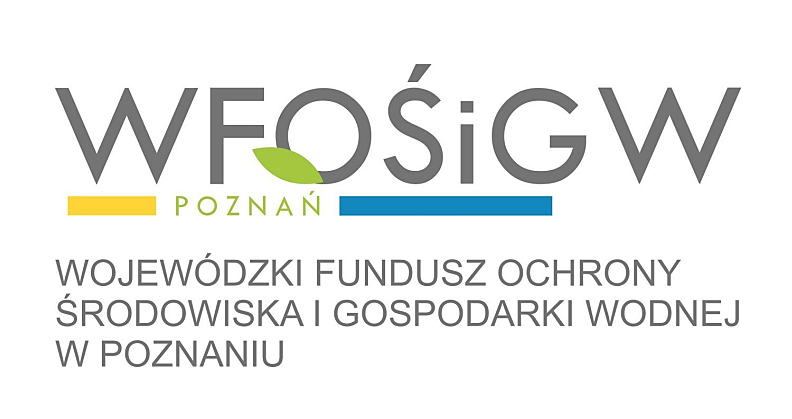 WFOŚiGW
POZNAŃ
WOJEWÓDZKI FUNDUSZ OCHRONY
ŚRODOWISKA I GOSPODARKI WODNEJ
W POZNANIU